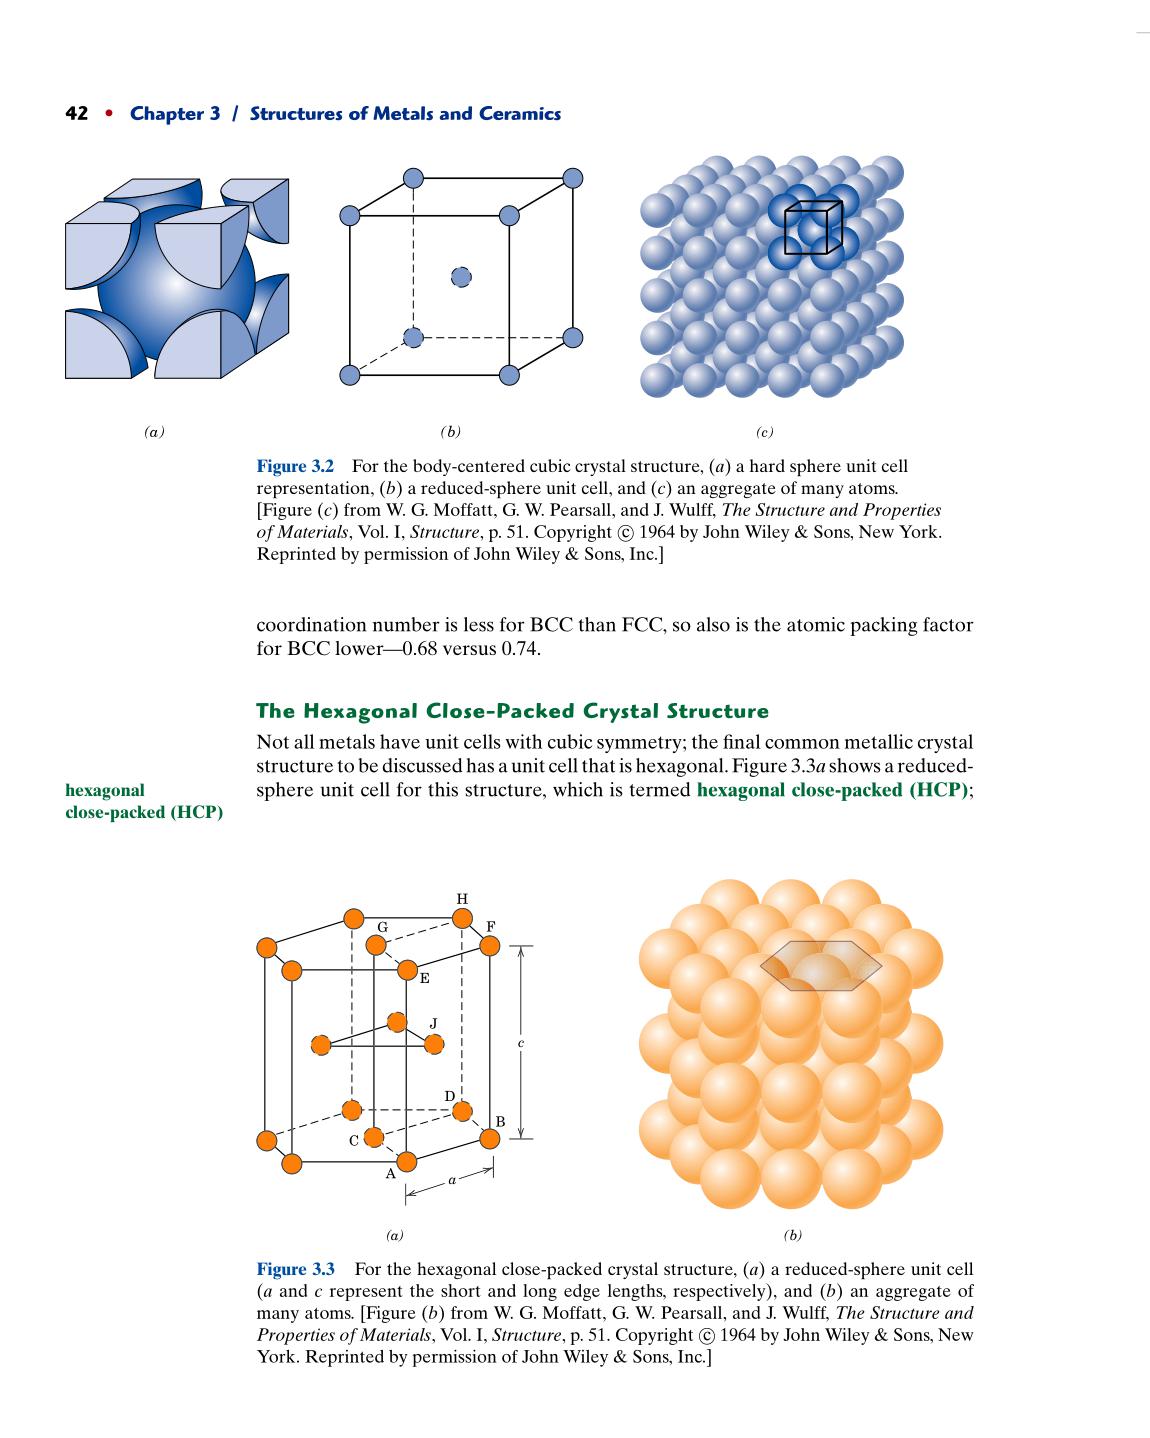 42 • Chapter 3 / Structures of Metals and Ceramics
(a)
(b)
(c)
Figure 3.2 For the body-centered cubic crystal structure, (a) a hard sphere unit cell
representation, (b) a reduced-sphere unit cell, and (c) an aggregate of many atoms.
[Figure (c) from W. G. Moffatt, G. W. Pearsall, and J. Wulff, The Structure and Properties
of Materials, Vol. I, Structure, p. 51. Copyright © 1964 by John Wiley & Sons, New York.
Reprinted by permission of John Wiley & Sons, Inc.]
coordination number is less for BCC than FCC, so also is the atomic packing factor
for BCC lower—0.68 versus 0.74.
The Hexagonal Close-Packed Crystal Structure
Not all metals have unit cells with cubic symmetry; the final common metallic crystal
structure to be discussed has a unit cell that is hexagonal. Figure 3.3a shows a reduced-
sphere unit cell for this structure, which is termed hexagonal close-packed (HCP);
hexagonal
close-packed (HCP)
H
G
F
E
J
c
D
B
C
A
a
(a)
(b)
Figure 3.3 For the hexagonal close-packed crystal structure, (a) a reduced-sphere unit cell
(a and c represent the short and long edge lengths, respectively), and (b) an aggregate of
many atoms. [Figure (b) from W. G. Moffatt, G. W. Pearsall, and J. Wulff, The Structure and
Properties of Materials, Vol. I, Structure, p. 51. Copyright © 1964 by John Wiley & Sons, New
York. Reprinted by permission of John Wiley & Sons, Inc.]